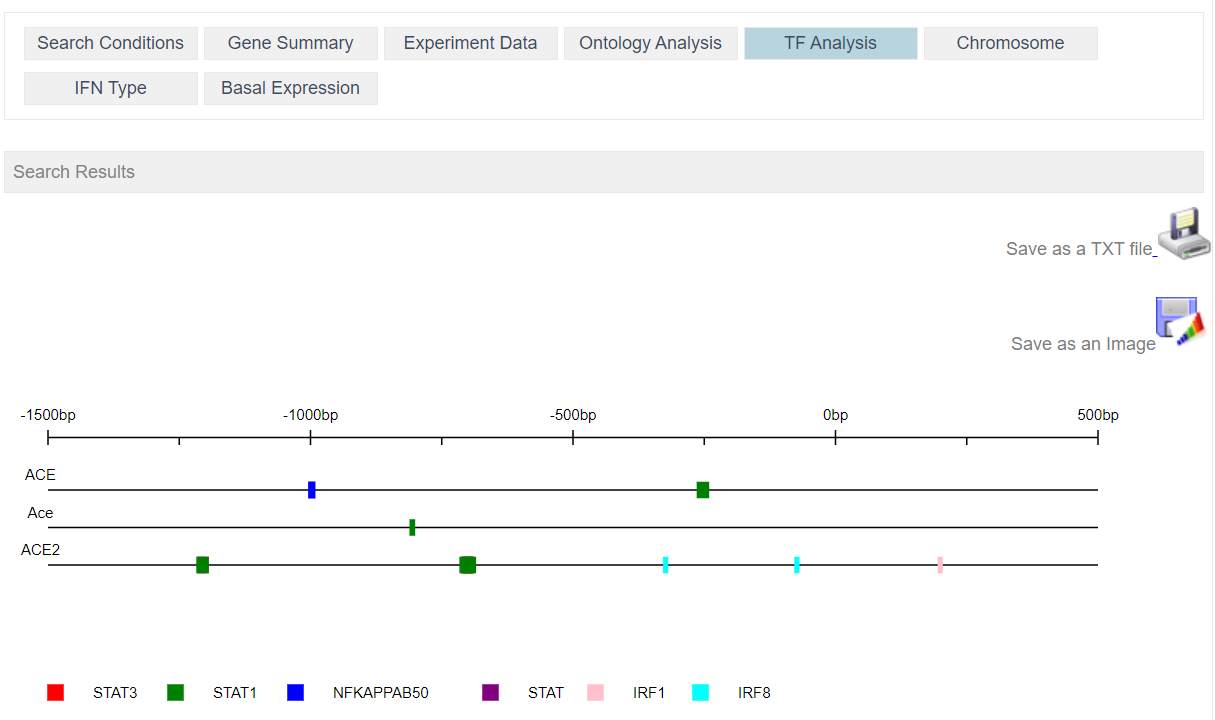 Search Conditions Gene Summary Experiment Data Ontology Analysis TF Analysis Chromosome
IFN Type Basal Expression
Search Results
Save as a TXT file
Save as an Image
-1500bp -1000bp -500bp 0bp 500bp
ACE
Ace
ACE2
STAT3 STAT1 NFKAPPAB50 STAT IRF1 IRF8